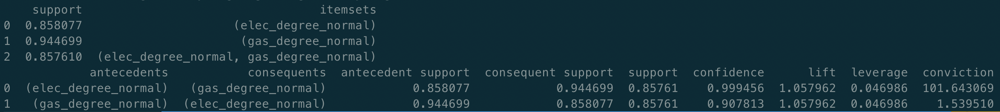 support itemsets
0 0.858077 (elec_degree_normal)
1 0.944699 (gas_degree_normal)
2 0.857610 (elec_degree_normal, gas_degree_normal)
antecedents consequents antecedent support consequent support support confidence lift leverage conviction
0 (elec_degree_normal) (gas_degree_normal) 0.858077 0.944699 0.85761 0.999456 1.057962 0.046986 101.643069
1 (gas_degree_normal) (elec_degree_normal) 0.944699 0.858077 0.85761 0.907813 1.057962 0.046986 1.539510